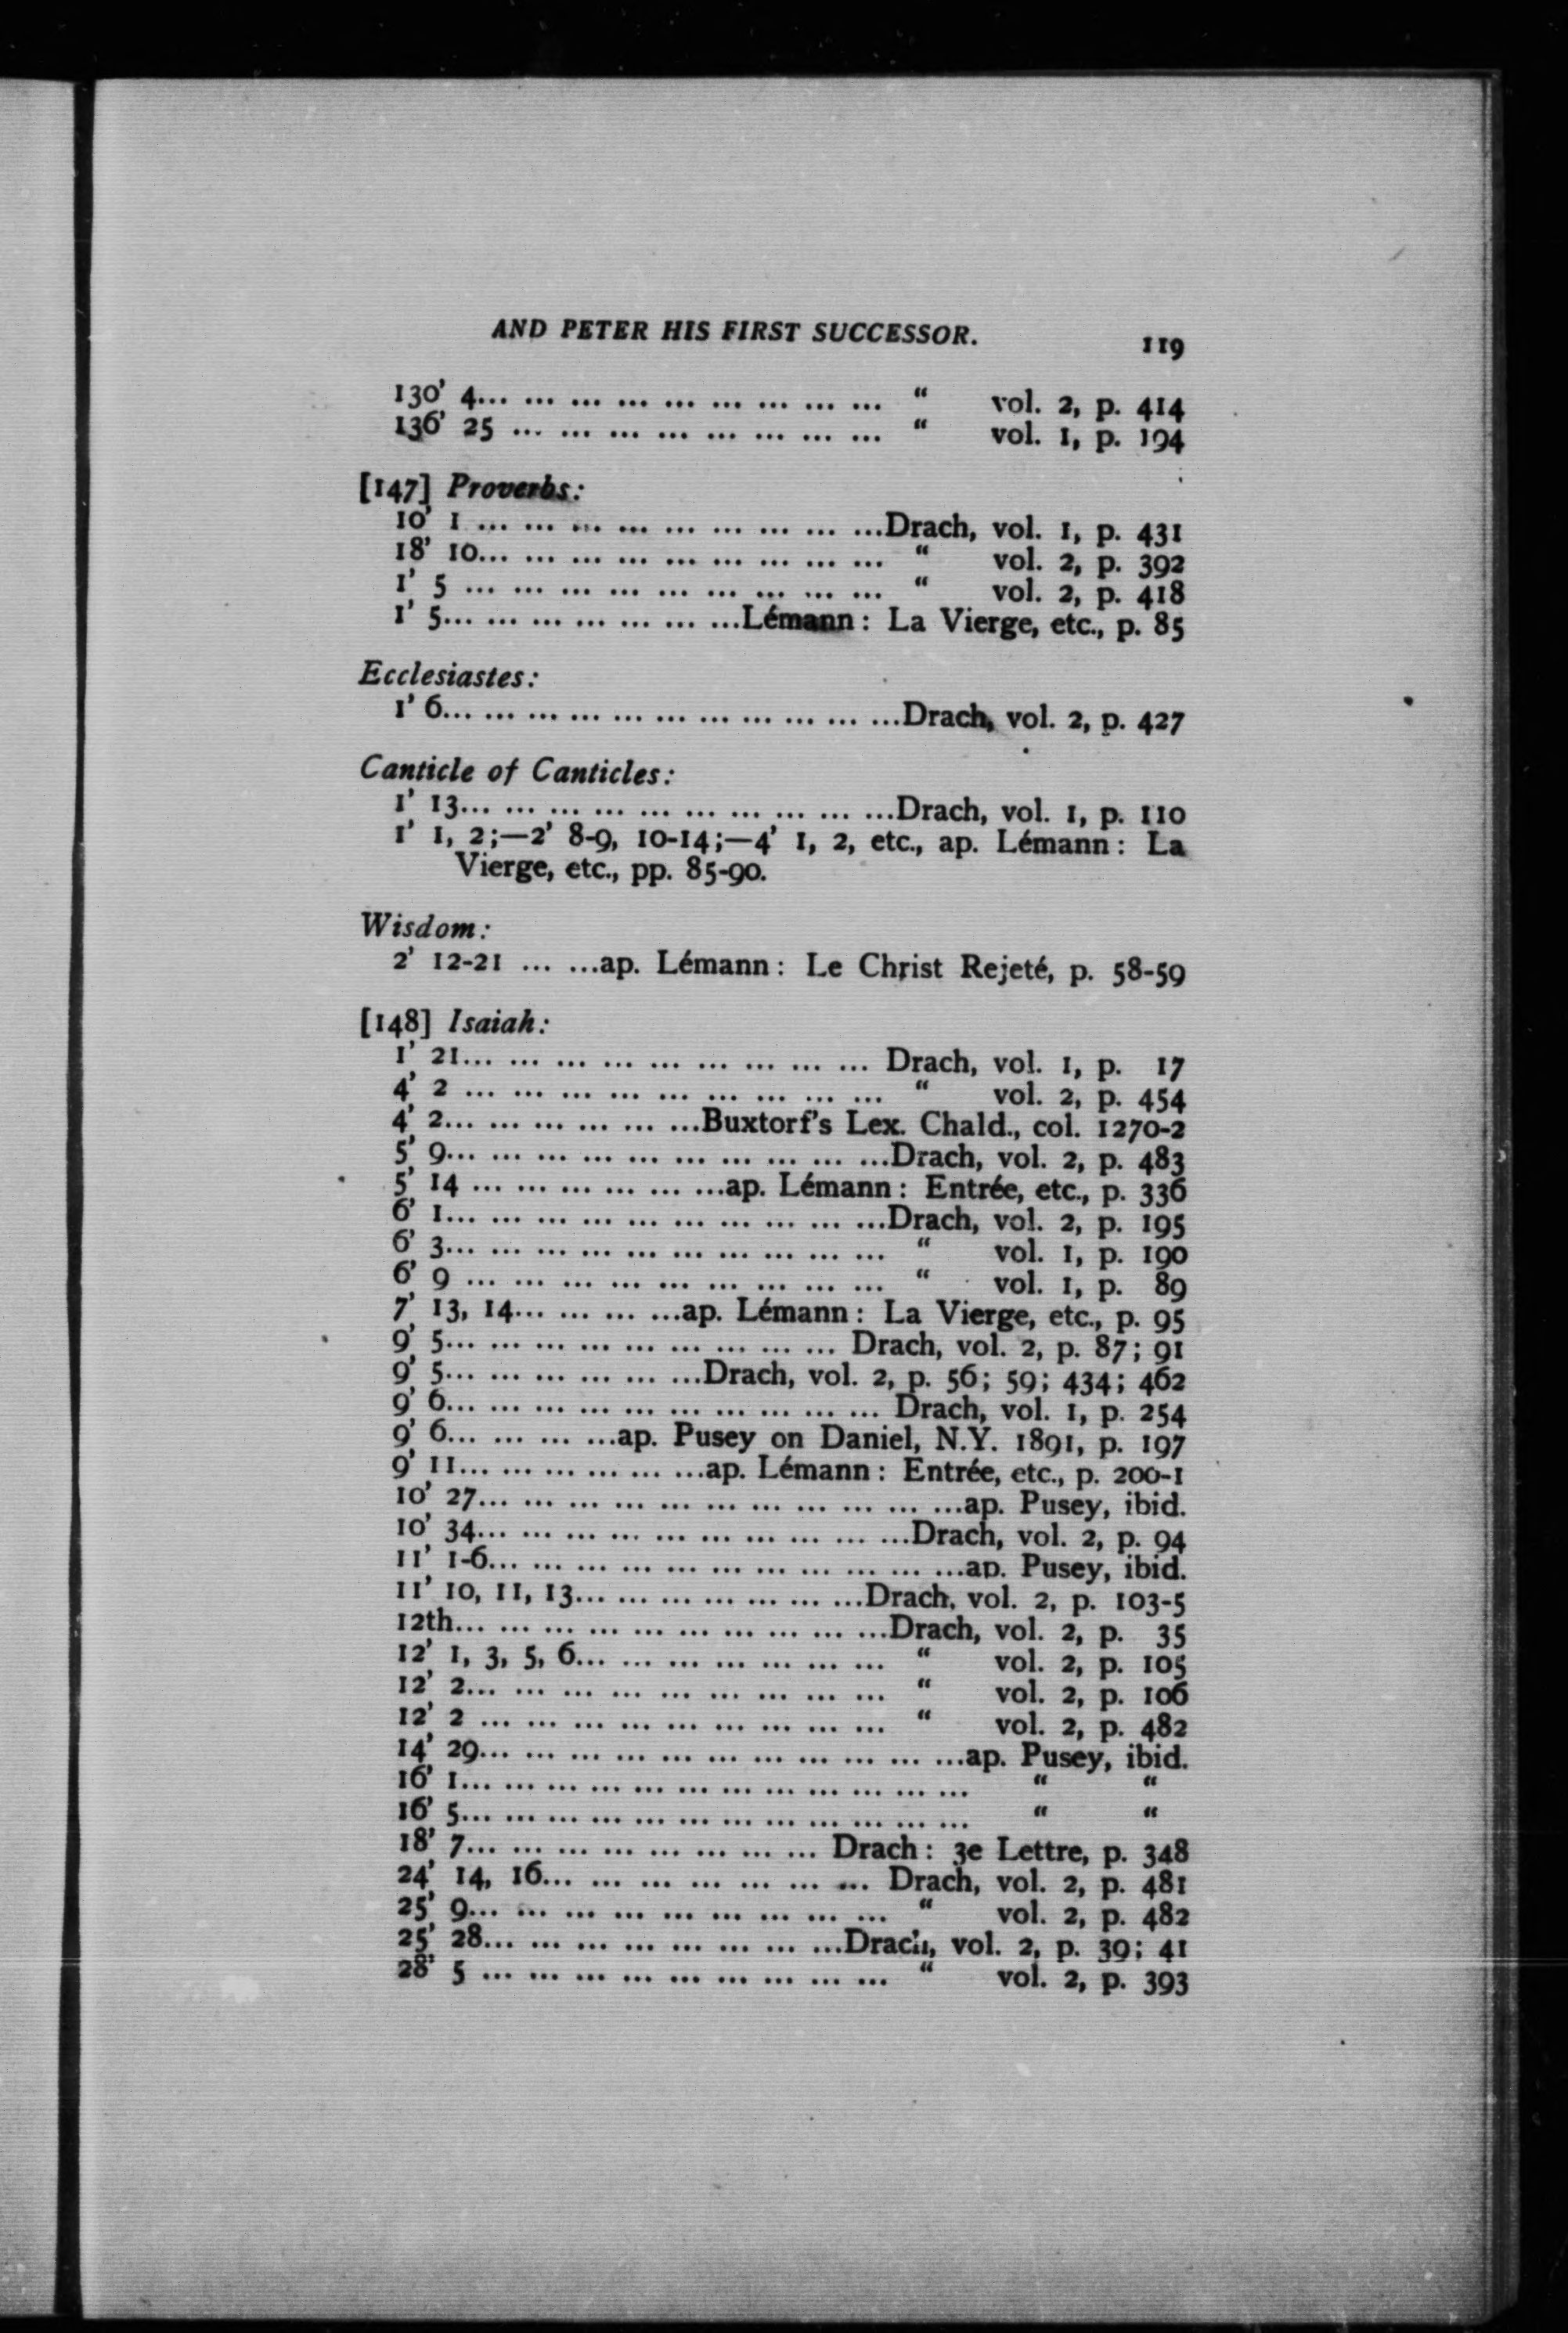 AND PETER HIS FIRST SUCCESSOR. 119
130' 4... ... ... ... ... ... ... ... ... “ vol. 2, p. 414
136' 25 ... ... ... ... ... ... ... ... “ vol. 1, p. 194
[147] Proverbs:
10' 1 ... ... ... ... ... ... ... ... ...Drach, vol. 1, p. 431
18' 10... ... ... ... ... ... ... ... ... “ vol. 2, p. 392
1' 5 ... ... ... ... ... ... ... ... ... “ vol. 2, p. 418
1' 5... ... ... ... ... ... ...Lémann: La Vierge, etc., p. 85
Ecclesiastes:
1' 6... ... ... ... ... ... ... ... ... ... ...Drach, vol. 2, p. 427
Canticle of Canticles:
1' 13... ... ... ... ... ... ... ... ... ...Drach, vol. 1, p. 110
1' 1, 2;—2' 8-9, 10-14;—4' 1, 2, etc., ap. Lémann: La
Vierge, etc., pp. 85-90.
Wisdom:
2' 12-21 ... ...ap. Lémann: Le Christ Rejeté, p. 58-59
[148] Isaiah:
1' 21... ... ... ... ... ... ... ... ... Drach, vol. 1, p. 17
4' 2 ... ... ... ... ... ... ... ... ... “ vol. 2, p. 454
4' 2... ... ... ... ... ...Buxtorf's Lex. Chald., col. 1270-2
5' 9... ... ... ... ... ... ... ... ... ...Drach, vol. 2, p. 483
5' 14 ... ... ... ... ... ...ap. Lémann: Entrée, etc., p. 336
6' 1... ... ... ... ... ... ... ... ... ...Drach, vol. 2, p. 195
6' 3... ... ... ... ... ... ... ... ... ... “ vol. 1, p. 190
6' 9 ... ... ... ... ... ... ... ... ... “ vol. 1, p. 89
7' 13, 14... ... ... ...ap. Lémann: La Vierge, etc., p. 95
9' 5... ... ... ... ... ... ... ... ... Drach, vol. 2, p. 87; 91
9' 5... ... ... ... ... ...Drach, vol. 2, p. 56; 59; 434; 462
9' 6... ... ... ... ... ... ... ... ... ... Drach, vol. 1, p. 254
9' 6... ... ... ...ap. Pusey on Daniel, N.Y. 1891, p. 197
9' 11... ... ... ... ... ...ap. Lémann: Entrée, etc., p. 200-1
10' 27... ... ... ... ... ... ... ... ... ... ...ap. Pusey, ibid.
10' 34... ... ... ... ... ... ... ... ... ...Drach, vol. 2, p. 94
11' 1-6... ... ... ... ... ... ... ... ... ... ...ap. Pusey, ibid.
11' 10, 11, 13... ... ... ... ... ... ...Drach, vol. 2, p. 103-5
12th... ... ... ... ... ... ... ... ... ...Drach, vol. 2, p. 35
12' 1, 3, 5, 6... ... ... ... ... ... ... “ vol. 2, p. 105
12' 2... ... ... ... ... ... ... ... ... “ vol. 2, p. 106
12' 2 ... ... ... ... ... ... ... ... ... “ vol. 2, p. 482
14' 29... ... ... ... ... ... ... ... ... ... ...ap. Pusey, ibid.
16' 1... ... ... ... ... ... ... ... ... ... ... ... “ “
16' 5... ... ... ... ... ... ... ... ... ... ... ... “ “
18' 7... ... ... ... ... ... ... ... Drach: 3e Lettre, p. 348
24' 14, 16... ... ... ... ... ... ... Drach, vol. 2, p. 481
25' 9... ... ... ... ... ... ... ... ... “ vol. 2, p. 482
25' 28... ... ... ... ... ... ... ...Drach, vol. 2, p. 39; 41
28' 5 ... ... ... ... ... ... ... ... ... “ vol. 2, p. 393